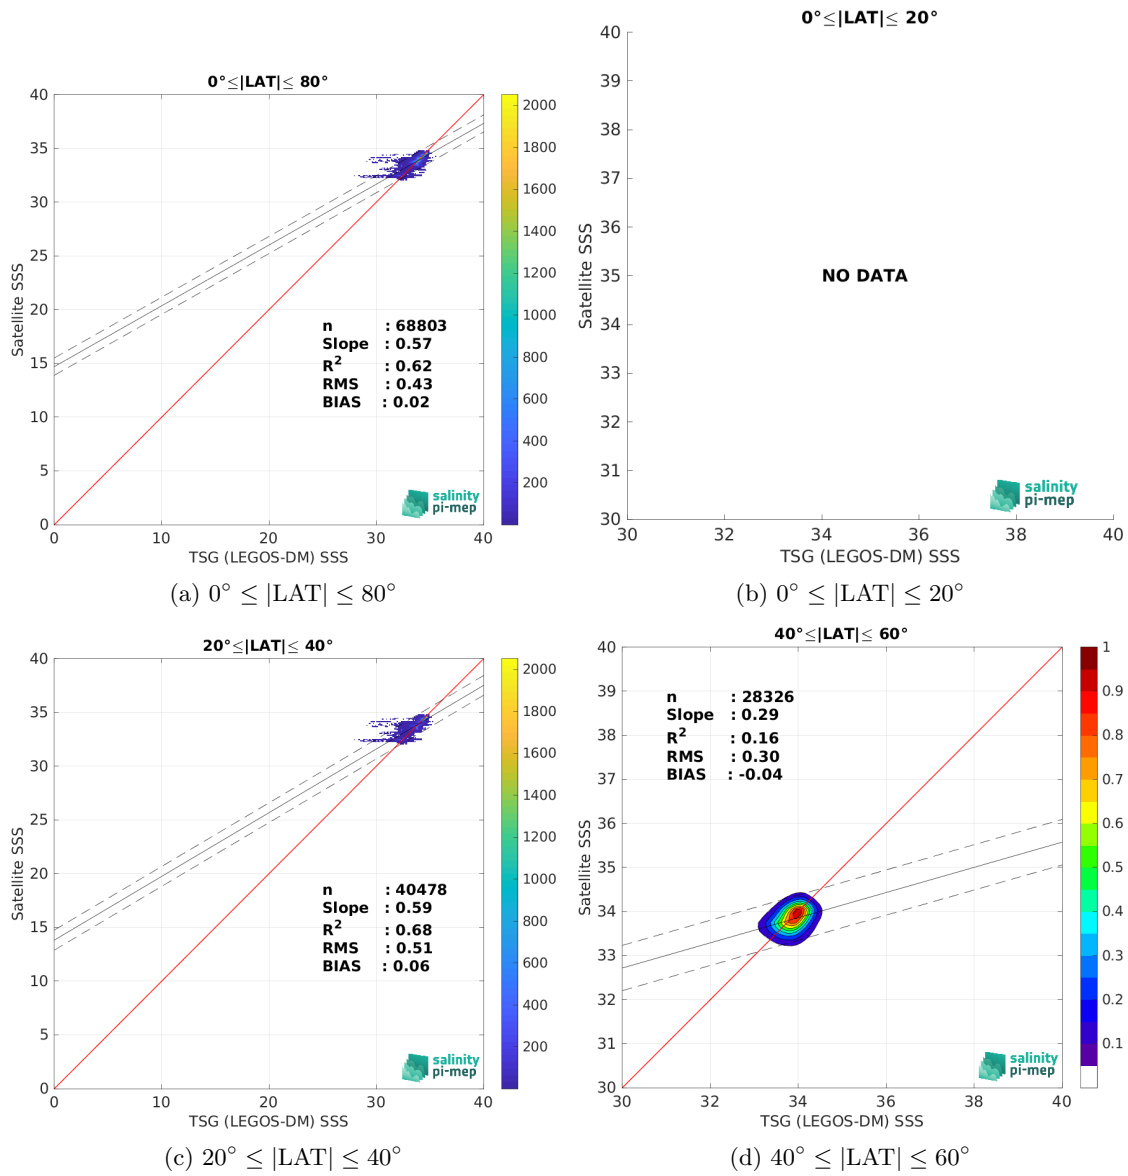 0°≤|LAT|≤ 80°
40
35
30
25
20
15
10
5
0
Satellite SSS
n : 68803
Slope : 0.57
R² : 0.62
RMS : 0.43
BIAS : 0.02
salinity
pi-mep
0 10 20 30 40
TSG (LEGOS-DM) SSS
2000
1800
1600
1400
1200
1000
800
600
400
200
(a) 0° ≤ |LAT| ≤ 80°
0°≤|LAT|≤ 20°
40
39
38
37
36
35
34
33
32
31
30
Satellite SSS
NO DATA
salinity
pi-mep
30 32 34 36 38 40
TSG (LEGOS-DM) SSS
(b) 0° ≤ |LAT| ≤ 20°
20°≤|LAT|≤ 40°
40
35
30
25
20
15
10
5
0
Satellite SSS
n : 40478
Slope : 0.59
R² : 0.68
RMS : 0.51
BIAS : 0.06
salinity
pi-mep
0 10 20 30 40
TSG (LEGOS-DM) SSS
2000
1800
1600
1400
1200
1000
800
600
400
200
(c) 20° ≤ |LAT| ≤ 40°
40°≤|LAT|≤ 60°
40
39
38
37
36
35
34
33
32
31
30
Satellite SSS
n : 28326
Slope : 0.29
R² : 0.16
RMS : 0.30
BIAS : -0.04
salinity
pi-mep
30 32 34 36 38 40
TSG (LEGOS-DM) SSS
1
0.9
0.8
0.7
0.6
0.5
0.4
0.3
0.2
0.1
(d) 40° ≤ |LAT| ≤ 60°